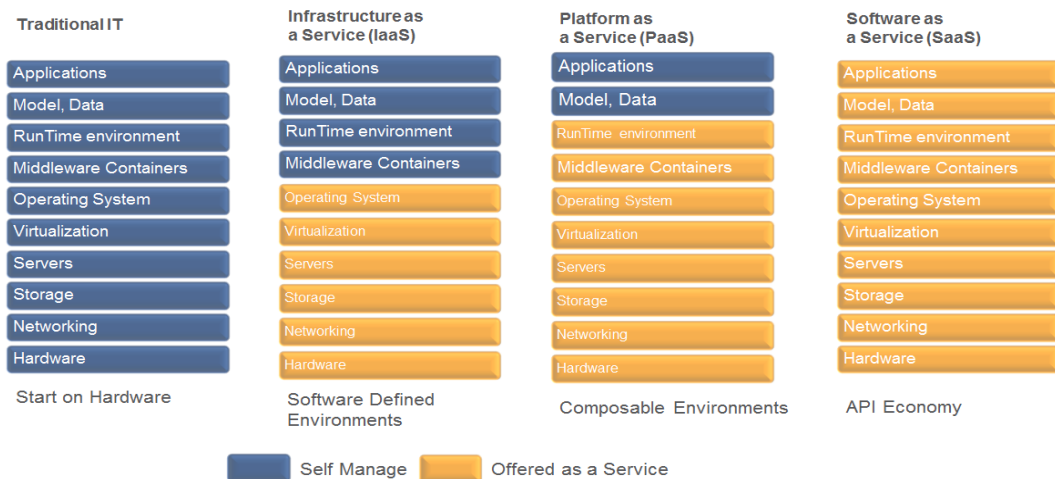 Traditional IT
Applications
Model, Data
RunTime environment
Middleware Containers
Operating System
Virtualization
Servers
Storage
Networking
Hardware
Start on Hardware
Infrastructure as
a Service (IaaS)
Applications
Model, Data
RunTime environment
Middleware Containers
Operating System
Virtualization
Servers
Storage
Networking
Hardware
Software Defined
Environments
Platform as
a Service (PaaS)
Applications
Model, Data
RunTime environment
Middleware Containers
Operating System
Virtualization
Servers
Storage
Networking
Hardware
Composable Environments
Software as
a Service (SaaS)
Applications
Model, Data
RunTime environment
Middleware Containers
Operating System
Virtualization
Servers
Storage
Networking
Hardware
API Economy
Self Manage
Offered as a Service